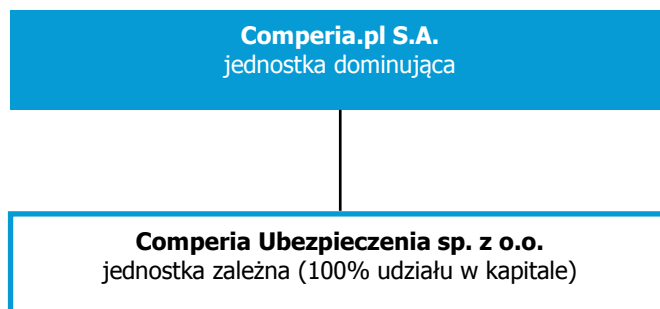 Comperia.pl S.A.
jednostka dominująca
Comperia Ubezpieczenia sp. z o.o.
jednostka zależna (100% udziału w kapitale)